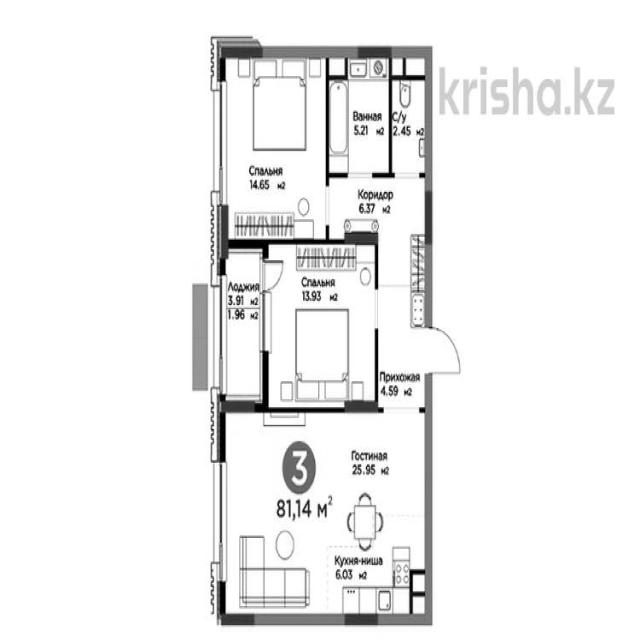 krisha.kz
Ванная
5.21 м2
С/у
2.45 м2
Спальня
14.65 м2
Коридор
6.37 м2
Лоджия
3.91 м2
1.96 м2
Спальня
13.93 м2
Прихожая
4.59 м2
3
81,14 м2
Гостиная
25.95 м2
Кухня-ниша
6.03 м2